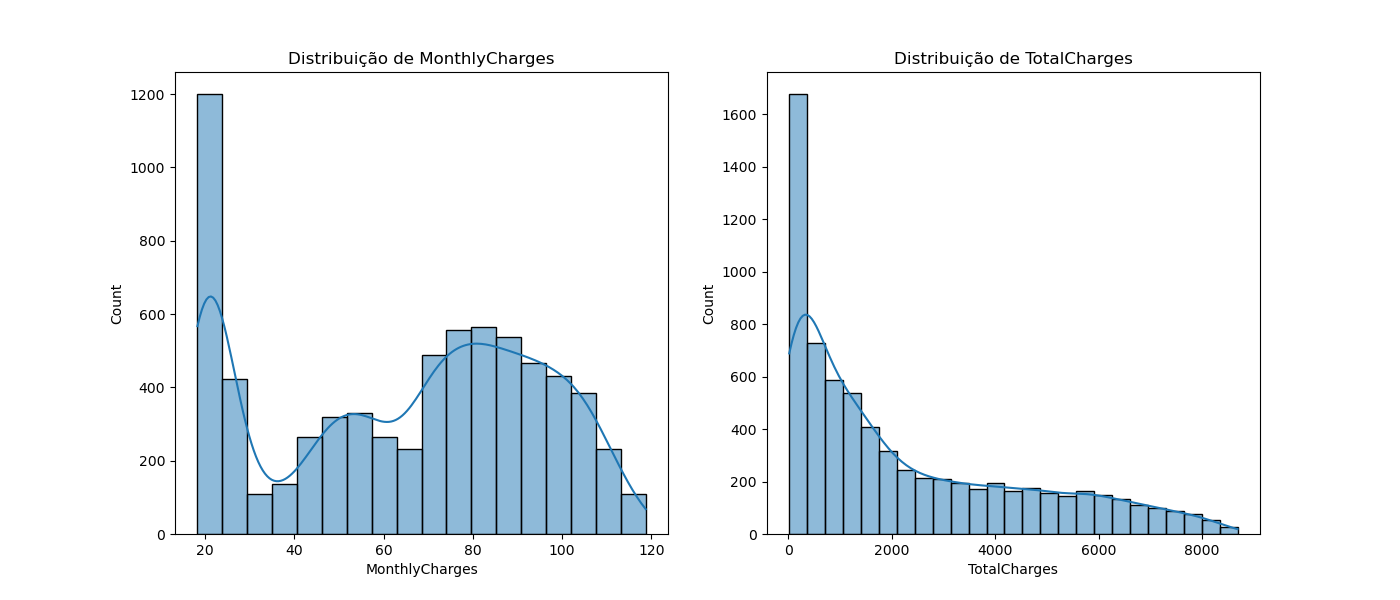 Distribuição de MonthlyCharges
1200
1000
800
600
400
200
0
Count
20 40 60 80 100 120
MonthlyCharges
Distribuição de TotalCharges
1600
1400
1200
1000
800
600
400
200
0
Count
0 2000 4000 6000 8000
TotalCharges